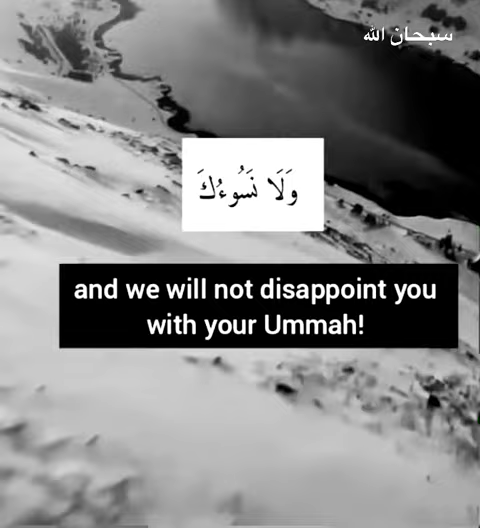 سبحان الله
وَلَا نَسُوءُكَ
and we will not disappoint you
with your Ummah!